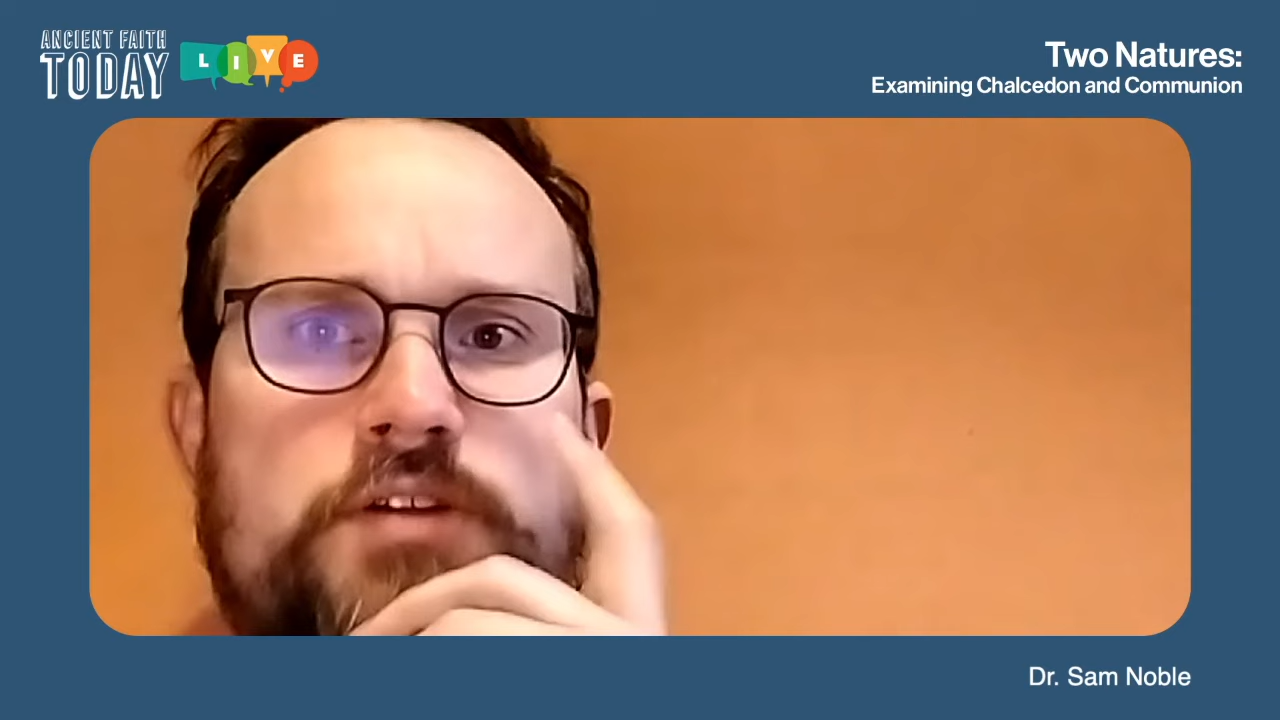 ANCIENT FAITH
TODAY
LIVE
Two Natures:
Examining Chalcedon and Communion
Dr. Sam Noble